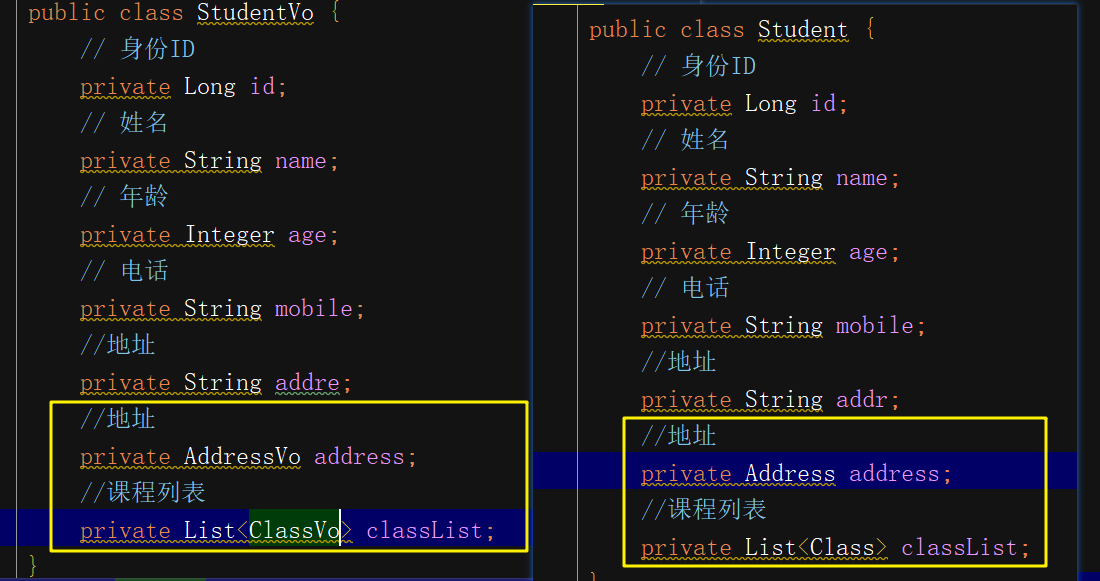 public class StudentVo {
// 身份ID
private Long id;
// 姓名
private String name;
// 年龄
private Integer age;
// 电话
private String mobile;
//地址
private String addre;
//地址
private AddressVo address;
//课程列表
private List<ClassVo> classList;
}
public class Student {
// 身份ID
private Long id;
// 姓名
private String name;
// 年龄
private Integer age;
// 电话
private String mobile;
//地址
private String addr;
//地址
private Address address;
//课程列表
private List<Class> classList;
}